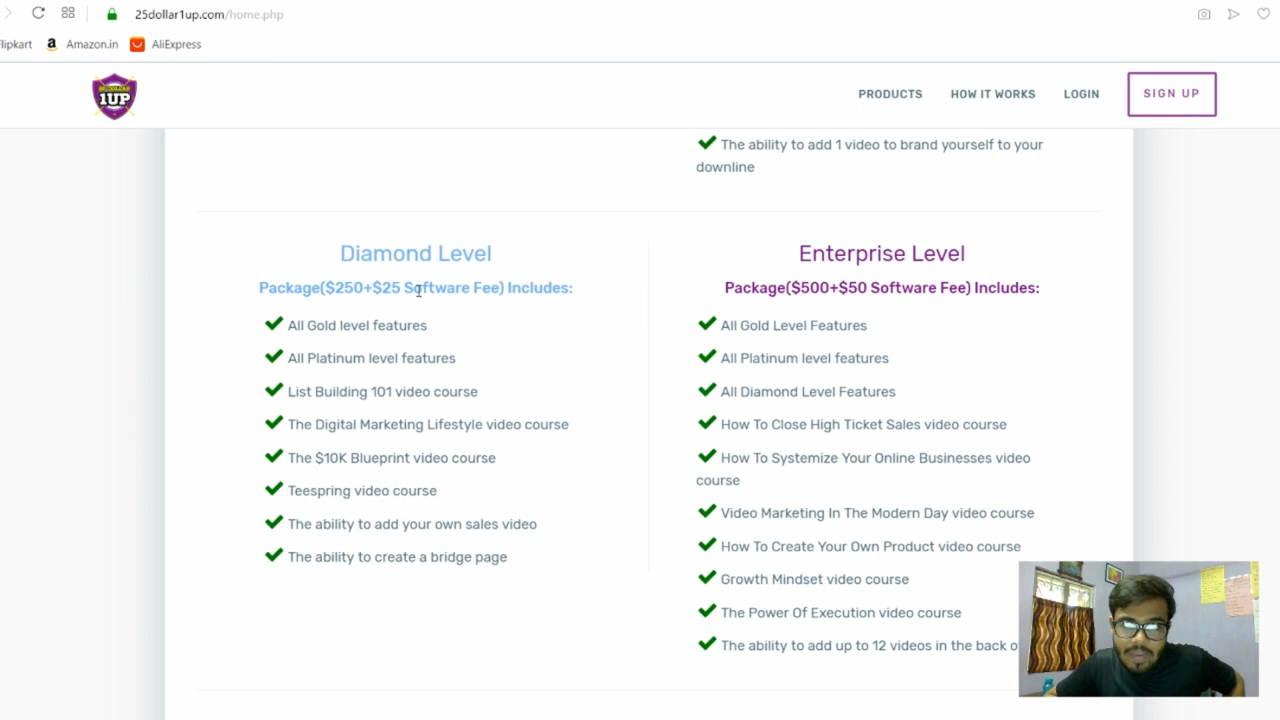 25dollar1up.com/home.php
lipkart
a Amazon.in
AliExpress
1UP
PRODUCTS
HOW IT WORKS
LOGIN
SIGN UP
The ability to add 1 video to brand yourself to your
downline
Diamond Level
Package($250+$25 Software Fee) Includes:
All Gold level features
All Platinum level features
List Building 101 video course
The Digital Marketing Lifestyle video course
The $10K Blueprint video course
Teespring video course
The ability to add your own sales video
The ability to create a bridge page
Enterprise Level
Package($500+$50 Software Fee) Includes:
All Gold Level Features
All Platinum level features
All Diamond Level Features
How To Close High Ticket Sales video course
How To Systemize Your Online Businesses video
course
Video Marketing In The Modern Day video course
How To Create Your Own Product video course
Growth Mindset video course
The Power Of Execution video course
The ability to add up to 12 videos in the back o